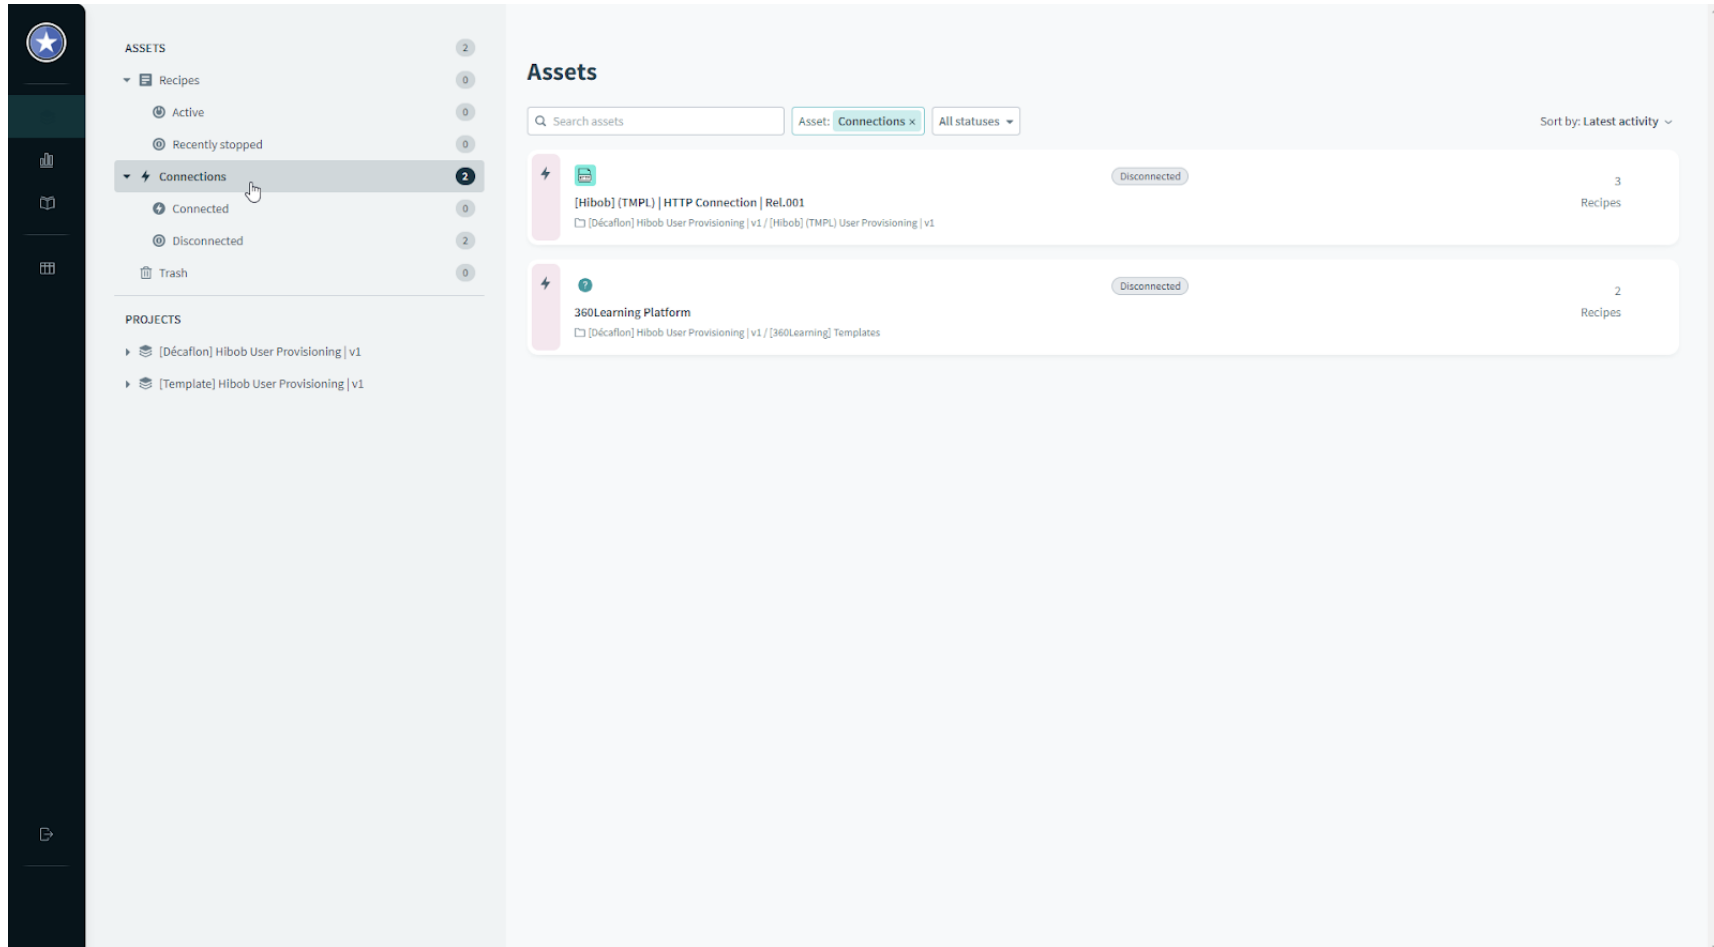 ASSETS 2
Recipes 0
Active 0
Recently stopped 0
Connections 2
Connected 0
Disconnected 2
Trash 0
PROJECTS
[Décaflon] Hibob User Provisioning | v1
[Template] Hibob User Provisioning | v1
Assets
Search assets
Asset: Connections ×
All statuses
Sort by: Latest activity
Disconnected
3
[Hibob] (TMPL) | HTTP Connection | Rel.001
Recipes
[Décaflon] Hibob User Provisioning | v1 / [Hibob] (TMPL) User Provisioning | v1
?
Disconnected
2
360Learning Platform
Recipes
[Décaflon] Hibob User Provisioning | v1 / [360Learning] Templates